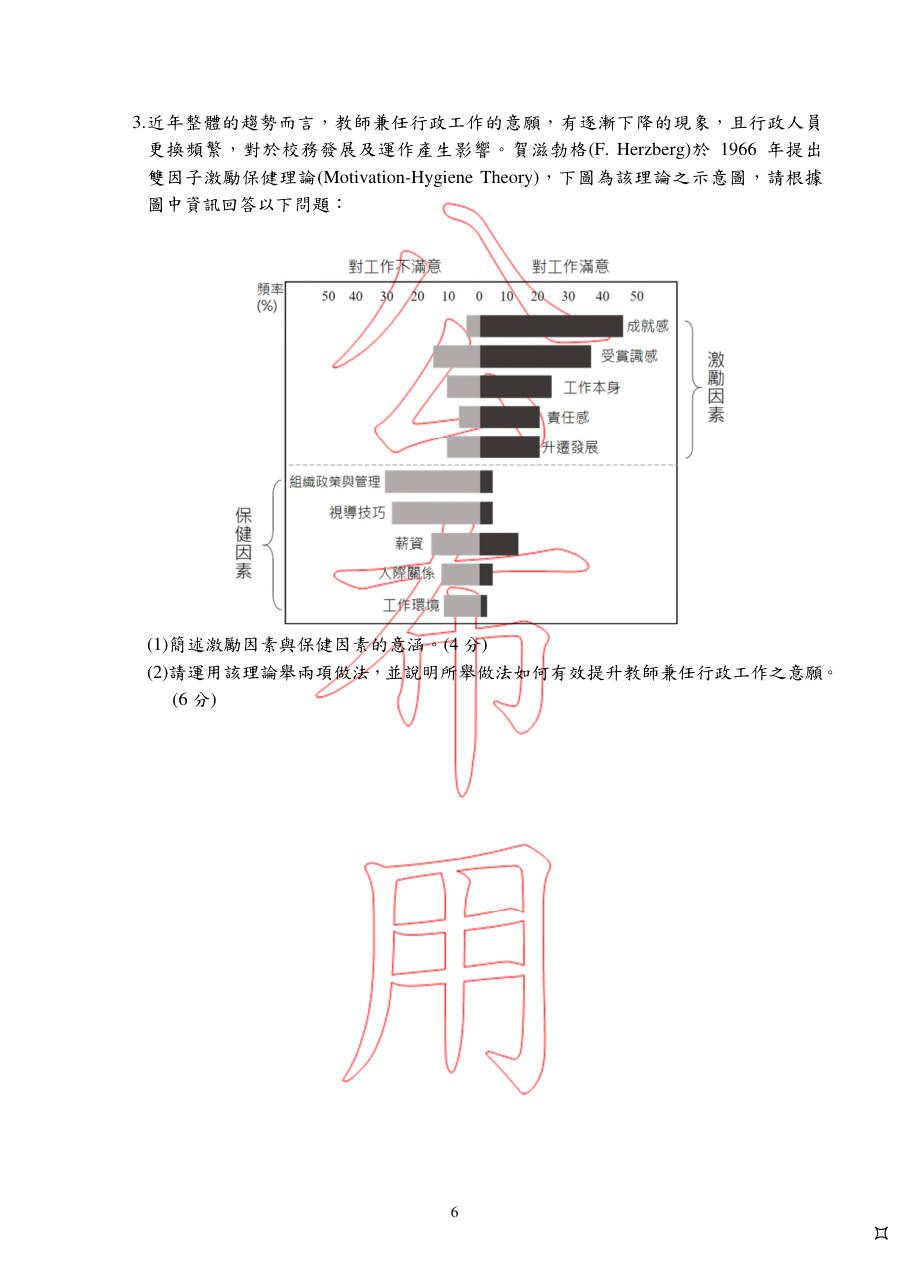 3.近年整體的趨勢而言，教師兼任行政工作的意願，有逐漸下降的現象，且行政人員
更換頻繁，對於校務發展及運作產生影響。賀滋勃格(F. Herzberg)於 1966 年提出
雙因子激勵保健理論(Motivation-Hygiene Theory)，下圖為該理論之示意圖，請根據
圖中資訊回答以下問題：
對工作不滿意 對工作滿意
頻率
(%)
50 40 30 20 10 0 10 20 30 40 50
成就感
受賞識感
工作本身
責任感
升遷發展
激勵因素
組織政策與管理
視導技巧
薪資
人際關係
工作環境
保健因素
(1)簡述激勵因素與保健因素的意涵。(4 分)
(2)請運用該理論舉兩項做法，並說明所舉做法如何有效提升教師兼任行政工作之意願。
(6 分)
公
布
用
6